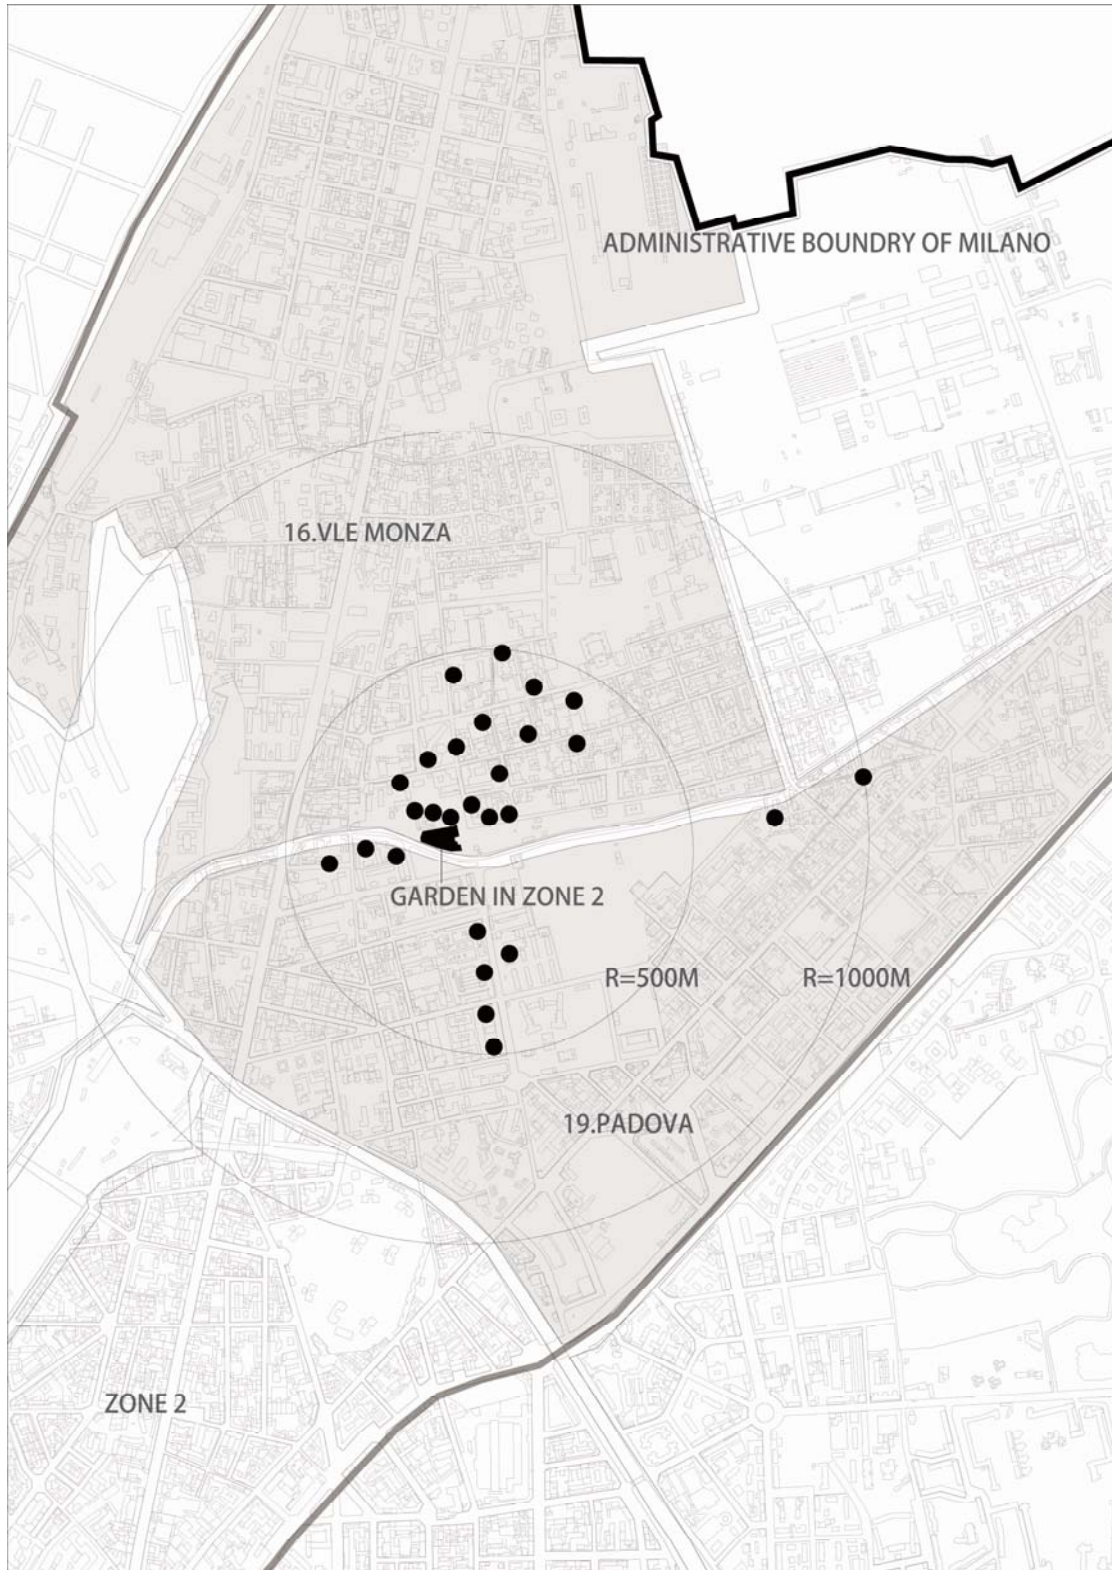 ADMINISTRATIVE BOUNDRY OF MILANO
16.VLE MONZA
GARDEN IN ZONE 2
R=500M
R=1000M
19.PADOVA
ZONE 2